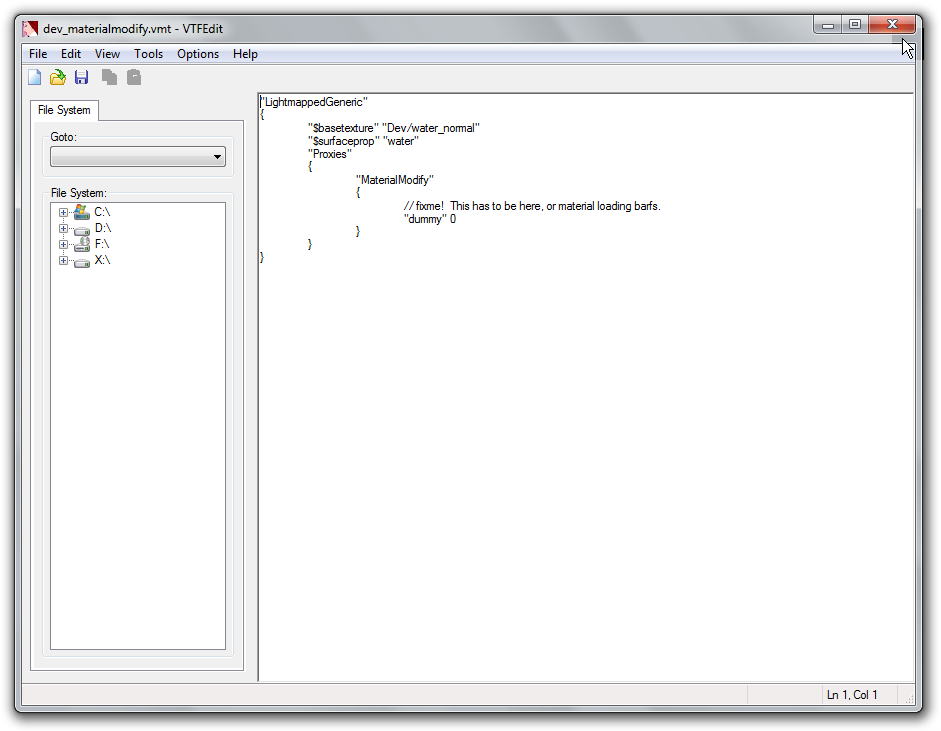 dev_materialmodify.vmt - VTFEdit
File Edit View Tools Options Help
File System
Goto:
File System:
C:\
D:\
F:\
X:\
"LightmappedGeneric"
{
"$basetexture" "Dev/water_normal"
"$surfaceprop" "water"
"Proxies"
{
"MaterialModify"
{
// fixme!  This has to be here, or material loading barfs.
"dummy" 0
}
}
}
Ln 1, Col 1